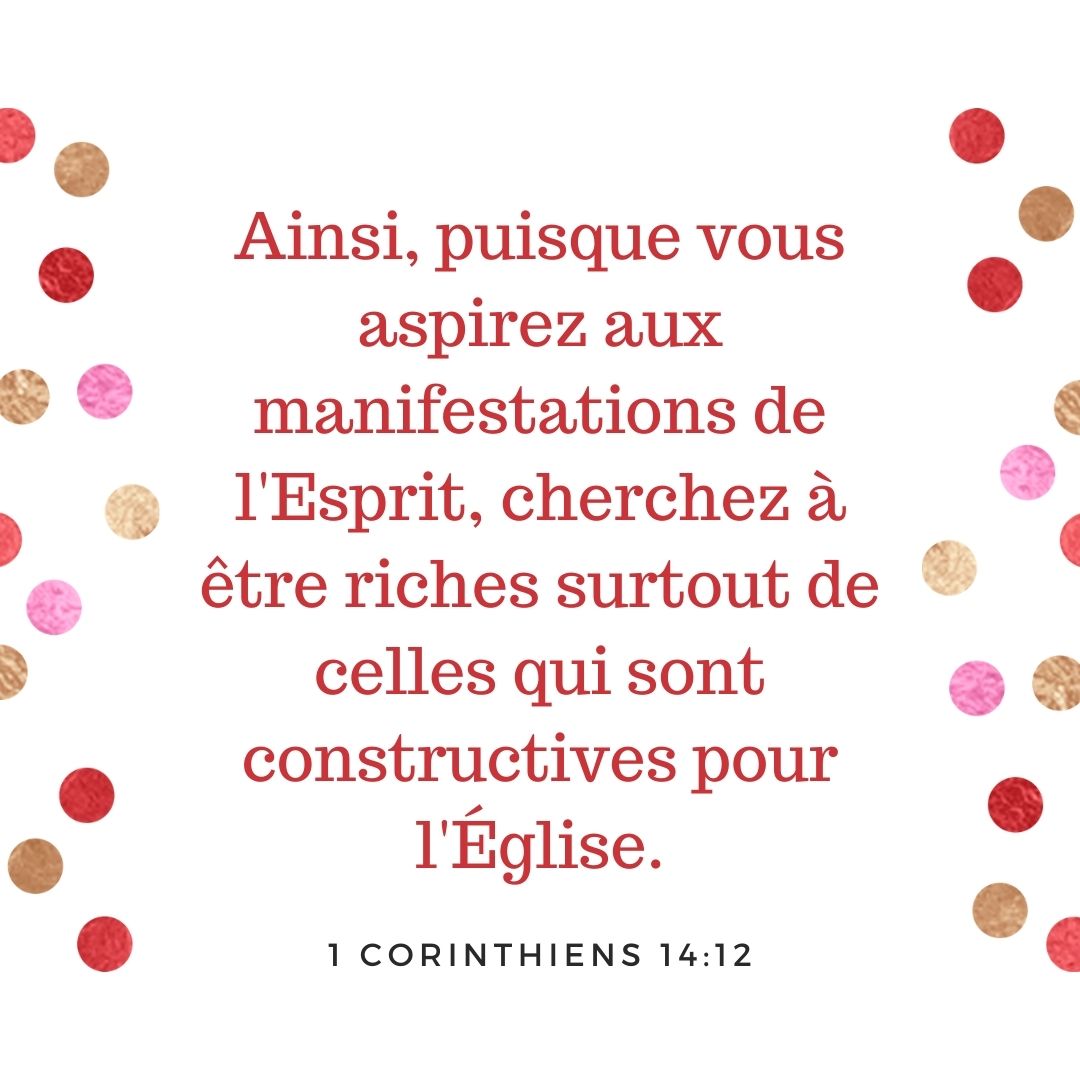 Ainsi, puisque vous
aspirez aux
manifestations de
l'Esprit, cherchez à
être riches surtout de
celles qui sont
constructives pour
l'Église.
1 CORINTHIENS 14:12